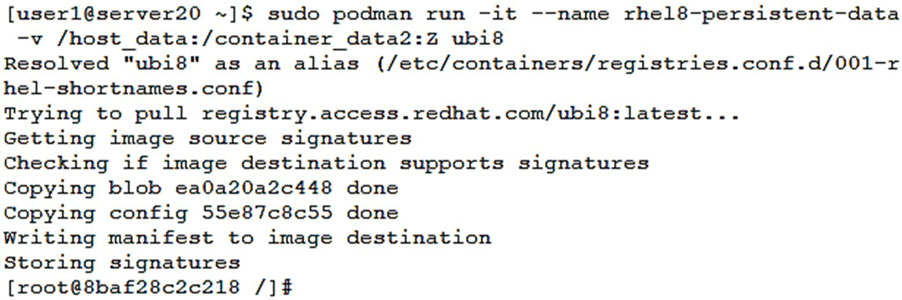 [user1@server20 ~]$ sudo podman run -it --name rhel8-persistent-data
-v /host_data:/container_data2:Z ubi8
Resolved "ubi8" as an alias (/etc/containers/registries.conf.d/001-r
hel-shortnames.conf)
Trying to pull registry.access.redhat.com/ubi8:latest...
Getting image source signatures
Checking if image destination supports signatures
Copying blob ea0a20a2c448 done
Copying config 55e87c8c55 done
Writing manifest to image destination
Storing signatures
[root@8baf28c2c218 /]#